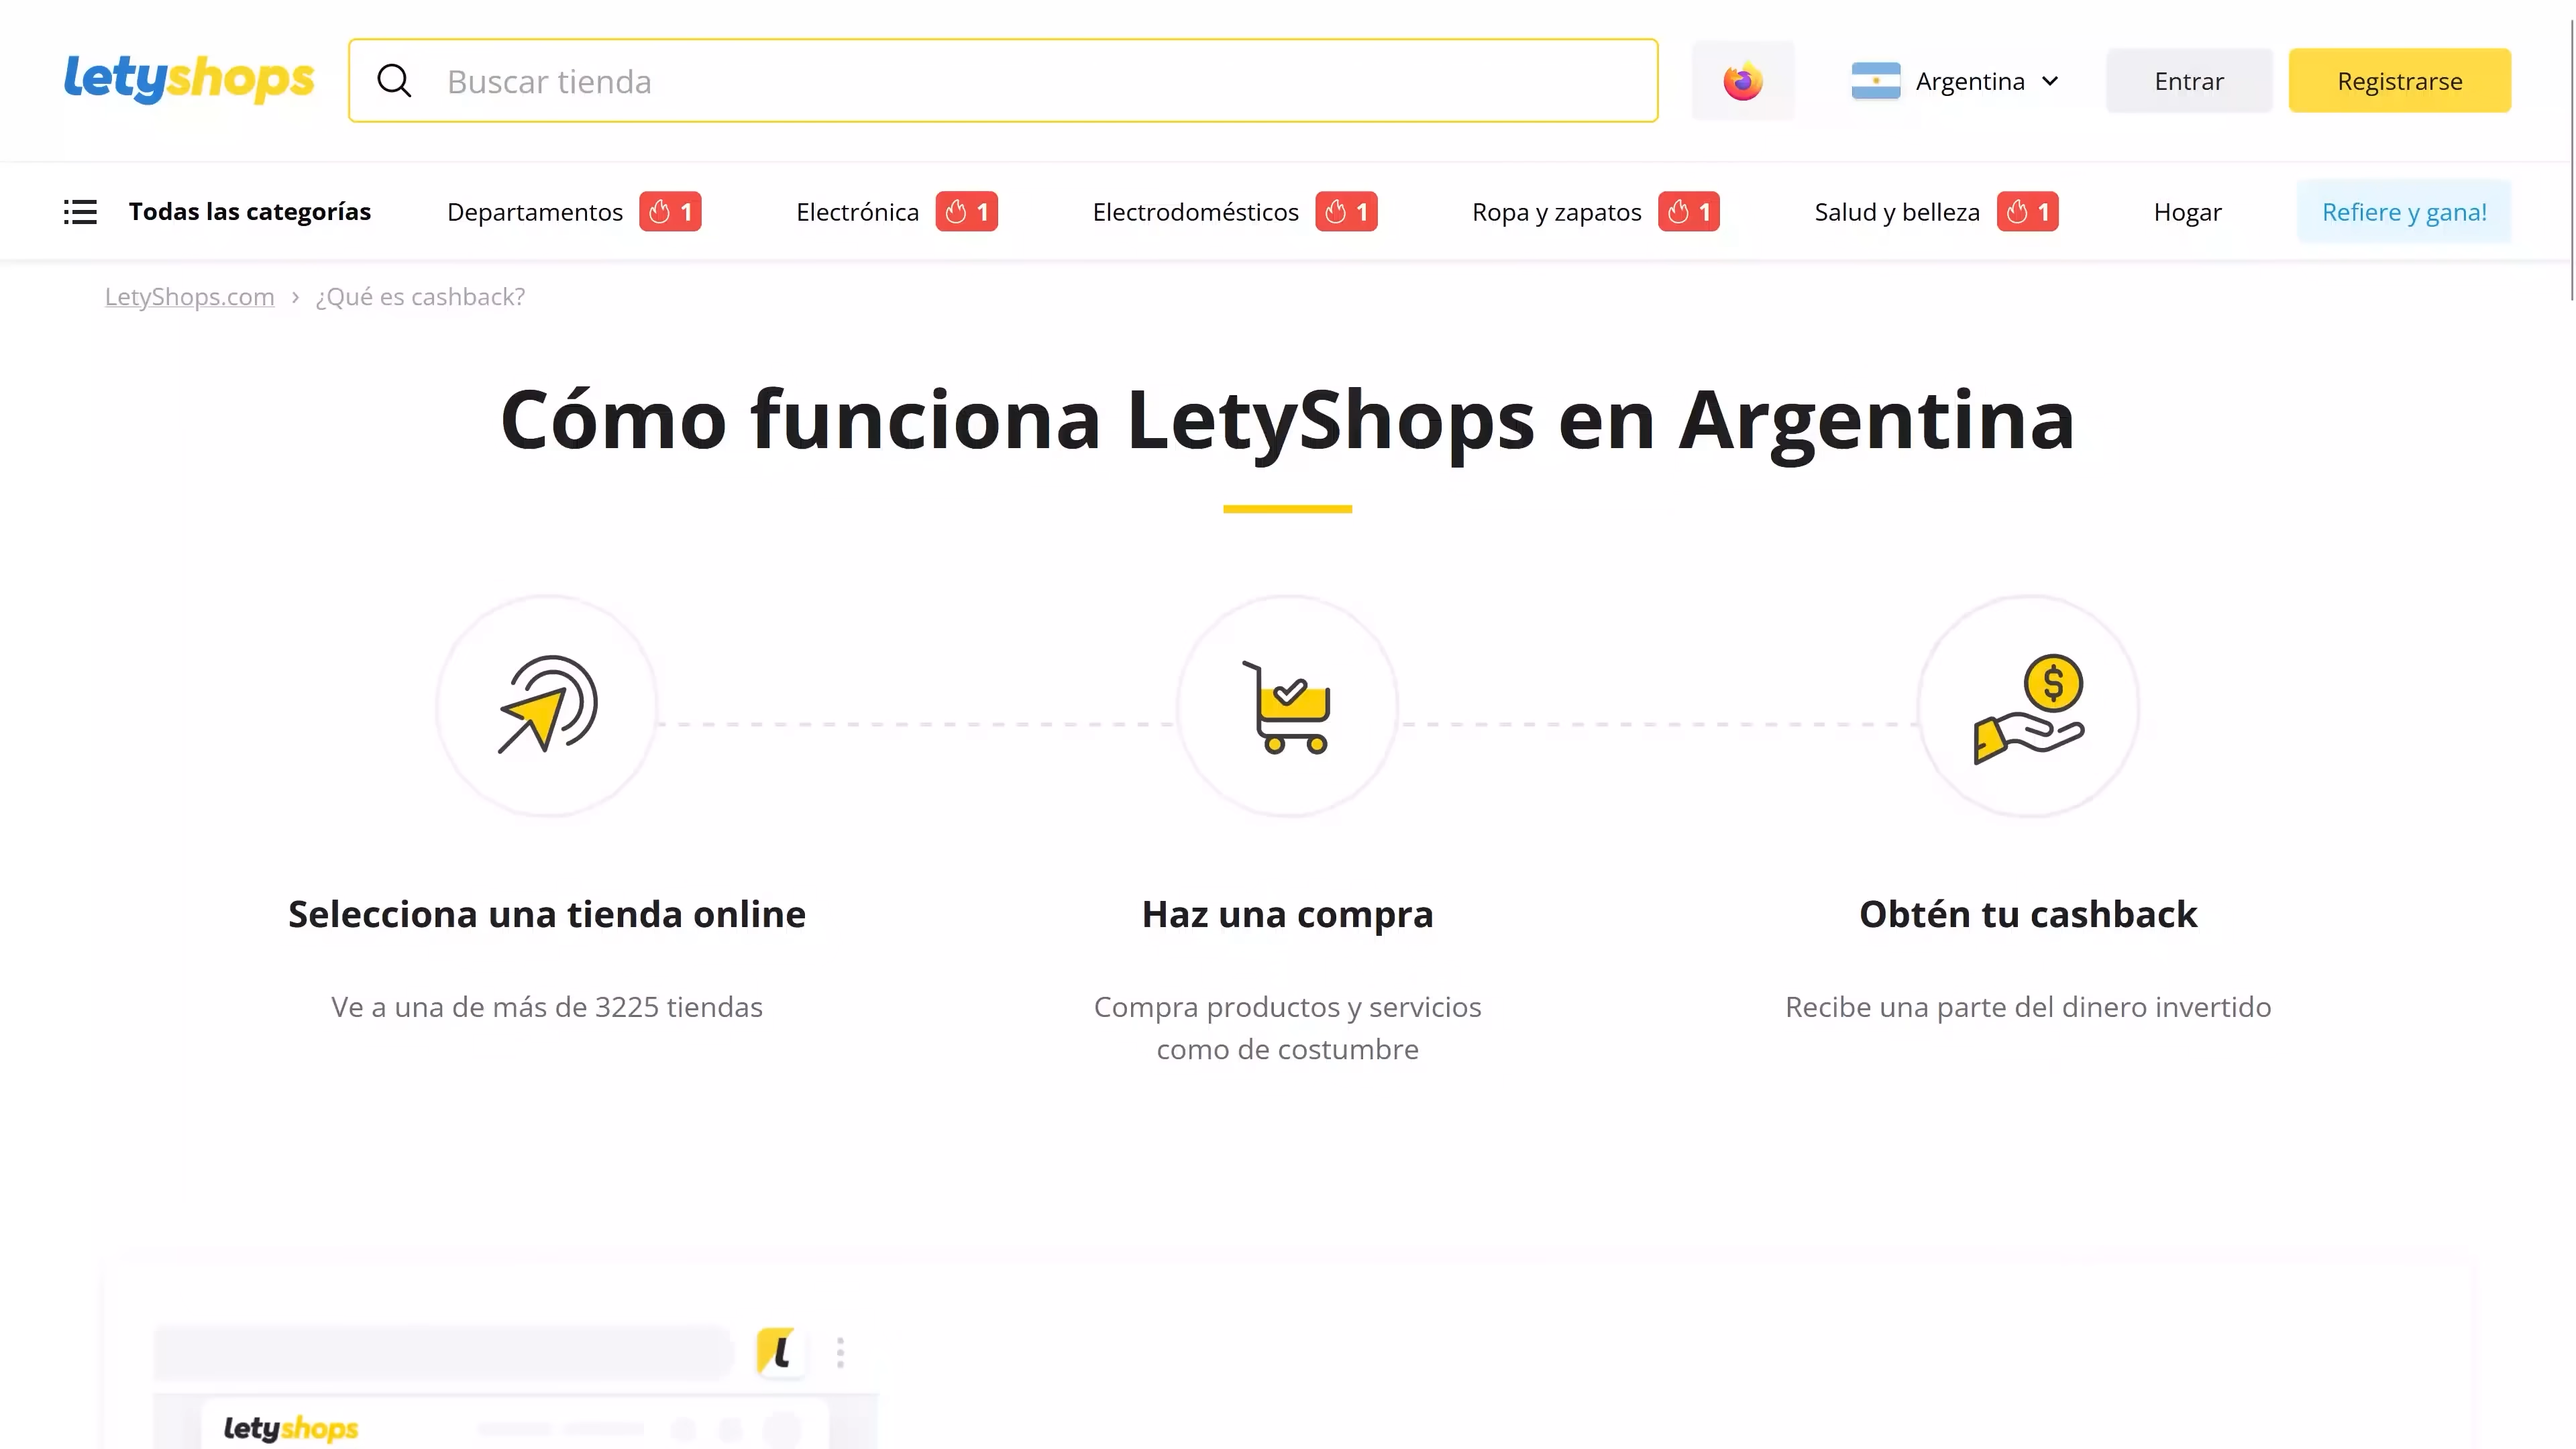 letyshops
Buscar tienda
Argentina
Entrar
Registrarse
Todas las categorías
Departamentos 1
Electrónica 1
Electrodomésticos 1
Ropa y zapatos 1
Salud y belleza 1
Hogar
Refiere y gana!
LetyShops.com › ¿Qué es cashback?
Cómo funciona LetyShops en Argentina
$
Selecciona una tienda online
Ve a una de más de 3225 tiendas
Haz una compra
Compra productos y servicios
como de costumbre
Obtén tu cashback
Recibe una parte del dinero invertido
L
letyshops